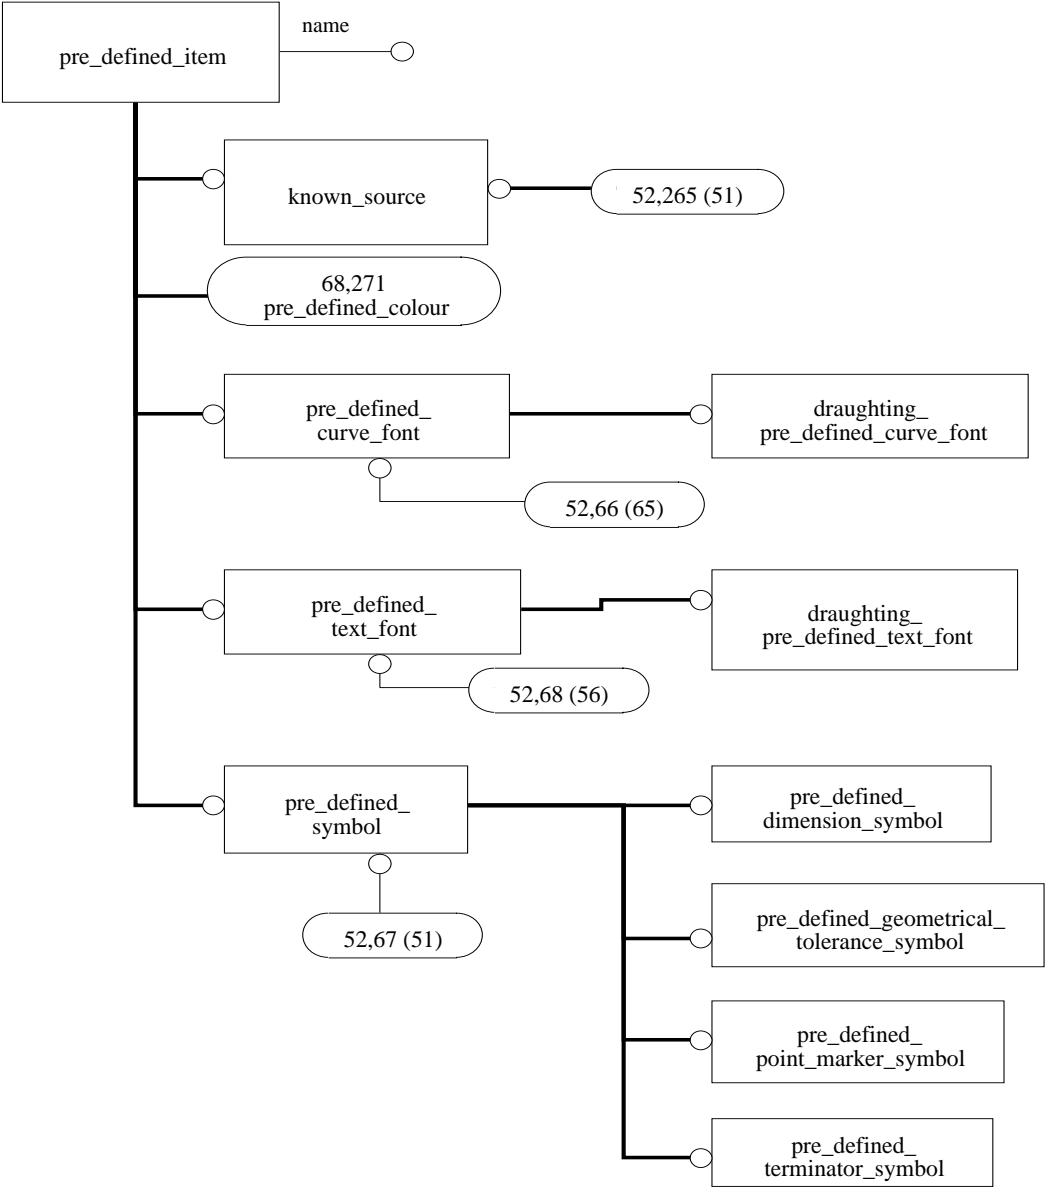 name
pre_defined_item
known_source
52,265 (51)
68,271
pre_defined_colour
pre_defined_
curve_font
draughting_
pre_defined_curve_font
52,66 (65)
pre_defined_
text_font
draughting_
pre_defined_text_font
52,68 (56)
pre_defined_
symbol
pre_defined_
dimension_symbol
52,67 (51)
pre_defined_geometrical_
tolerance_symbol
pre_defined_
point_marker_symbol
pre_defined_
terminator_symbol